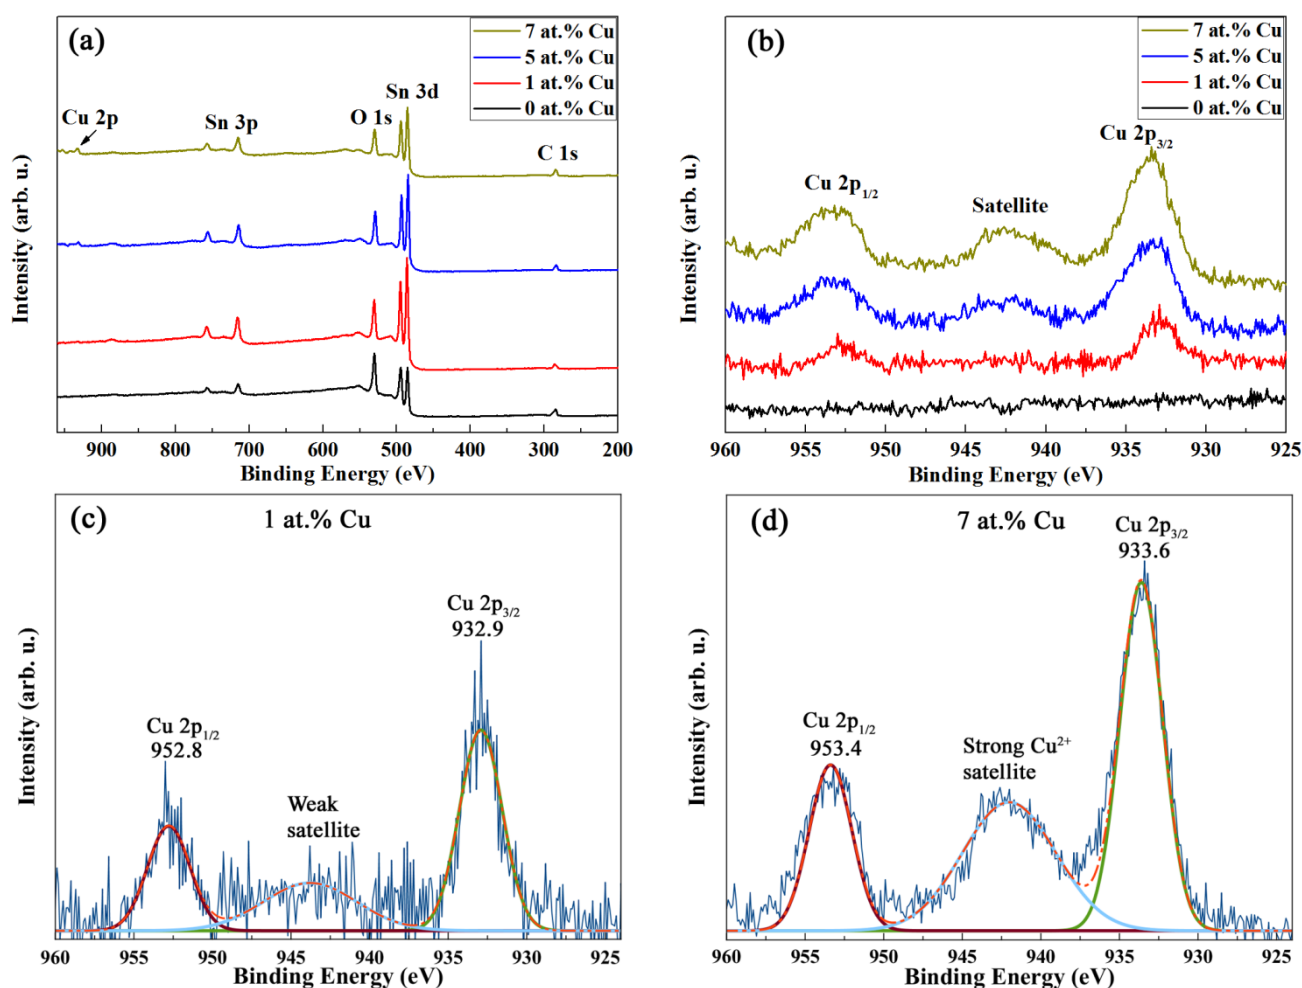 (a)
7 at.% Cu
5 at.% Cu
1 at.% Cu
0 at.% Cu
Cu 2p
Sn 3p
O 1s
Sn 3d
C 1s
Intensity (arb. u.)
900 800 700 600 500 400 300 200
Binding Energy (eV)
(b)
7 at.% Cu
5 at.% Cu
1 at.% Cu
0 at.% Cu
Cu 2p1/2
Satellite
Cu 2p3/2
Intensity (arb. u.)
960 955 950 945 940 935 930 925
Binding Energy (eV)
(c)
1 at.% Cu
Cu 2p1/2
952.8
Weak
satellite
Cu 2p3/2
932.9
Intensity (arb. u.)
960 955 950 945 940 935 930 925
Binding Energy (eV)
(d)
7 at.% Cu
Cu 2p1/2
953.4
Strong Cu2+
satellite
Cu 2p3/2
933.6
Intensity (arb. u.)
960 955 950 945 940 935 930 925
Binding Energy (eV)